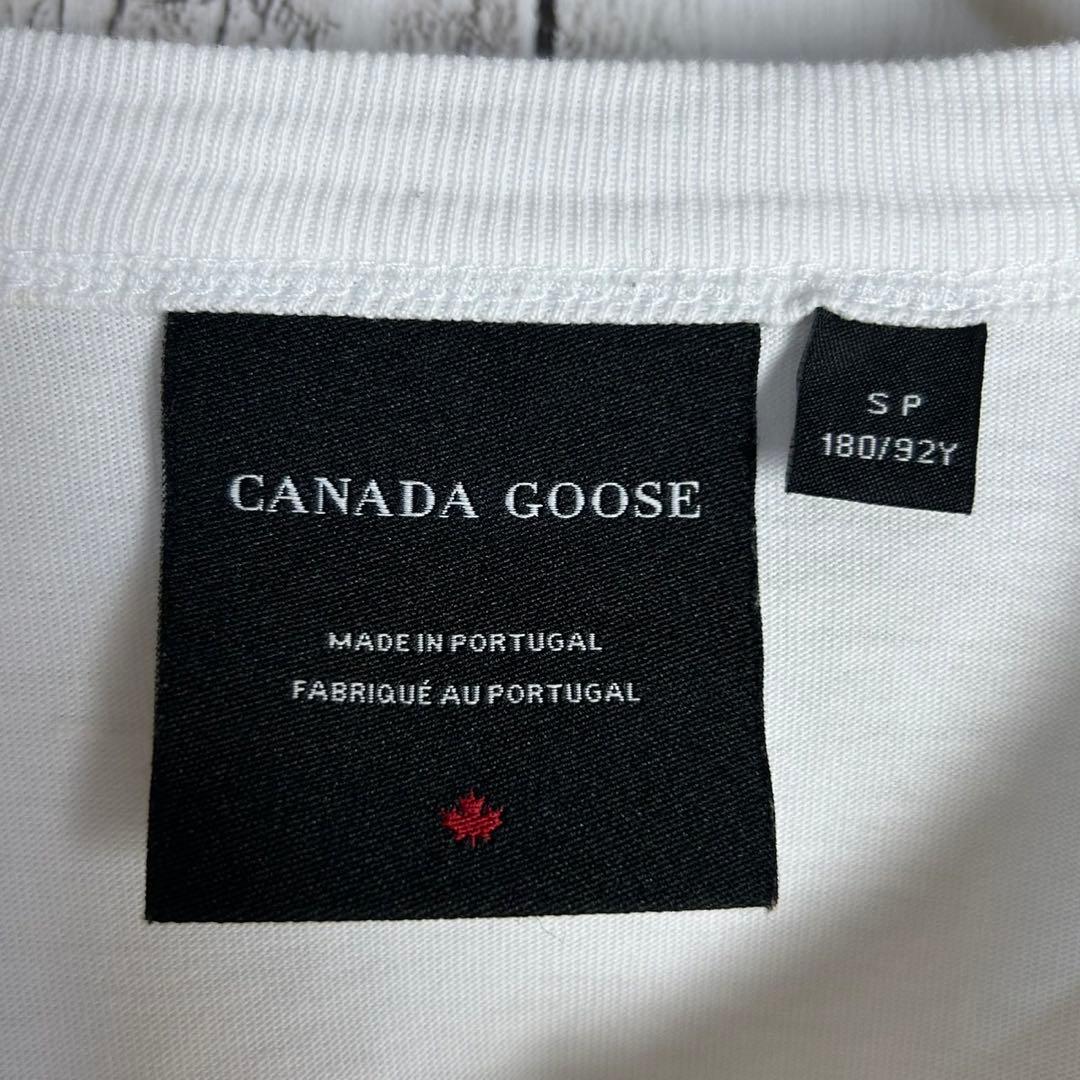 CANADA GOOSE
MADE IN PORTUGAL
FABRIQUÉ AU PORTUGAL
S P
180/92Y